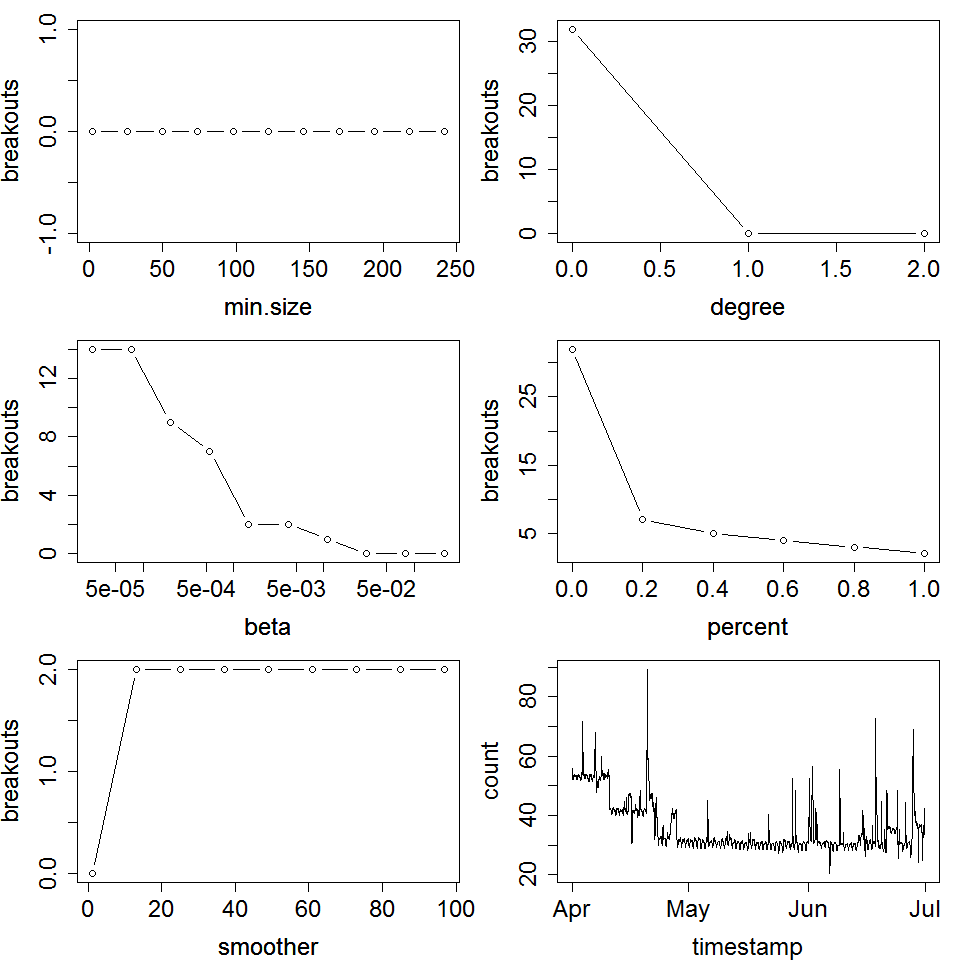 breakouts
1.0
0.0
-1.0
0 50 100 150 200 250
min.size
breakouts
30
20
10
0
0.0 0.5 1.0 1.5 2.0
degree
breakouts
12
8
4
0
5e-05 5e-04 5e-03 5e-02
beta
breakouts
25
15
5
0.0 0.2 0.4 0.6 0.8 1.0
percent
breakouts
2.0
1.0
0.0
0 20 40 60 80 100
smoother
count
80
60
40
20
Apr May Jun Jul
timestamp